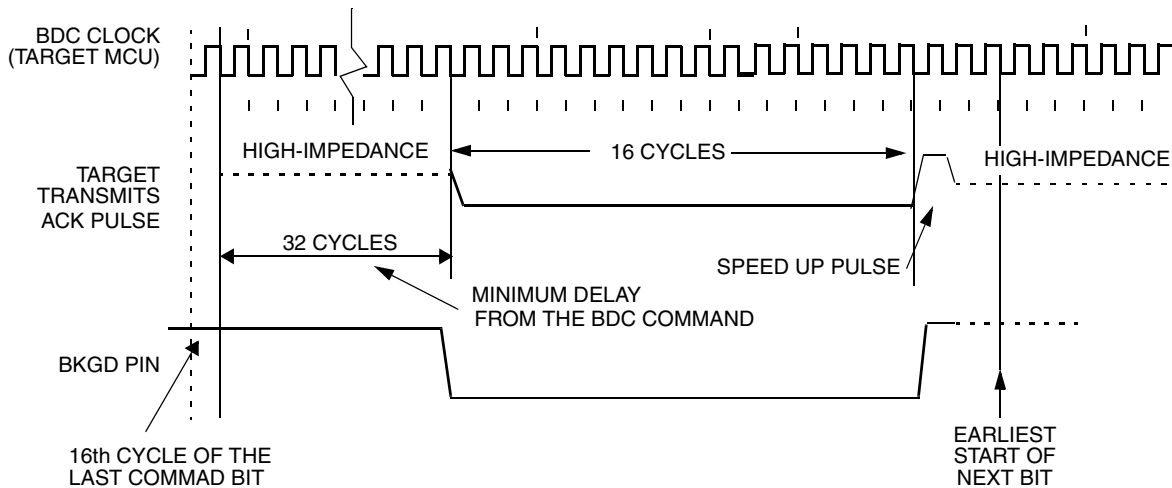 BDC CLOCK
(TARGET MCU)
HIGH-IMPEDANCE
16 CYCLES
HIGH-IMPEDANCE
TARGET
TRANSMITS
ACK PULSE
32 CYCLES
SPEED UP PULSE
MINIMUM DELAY
FROM THE BDC COMMAND
BKGD PIN
16th CYCLE OF THE
LAST COMMAD BIT
EARLIEST
START OF
NEXT BIT